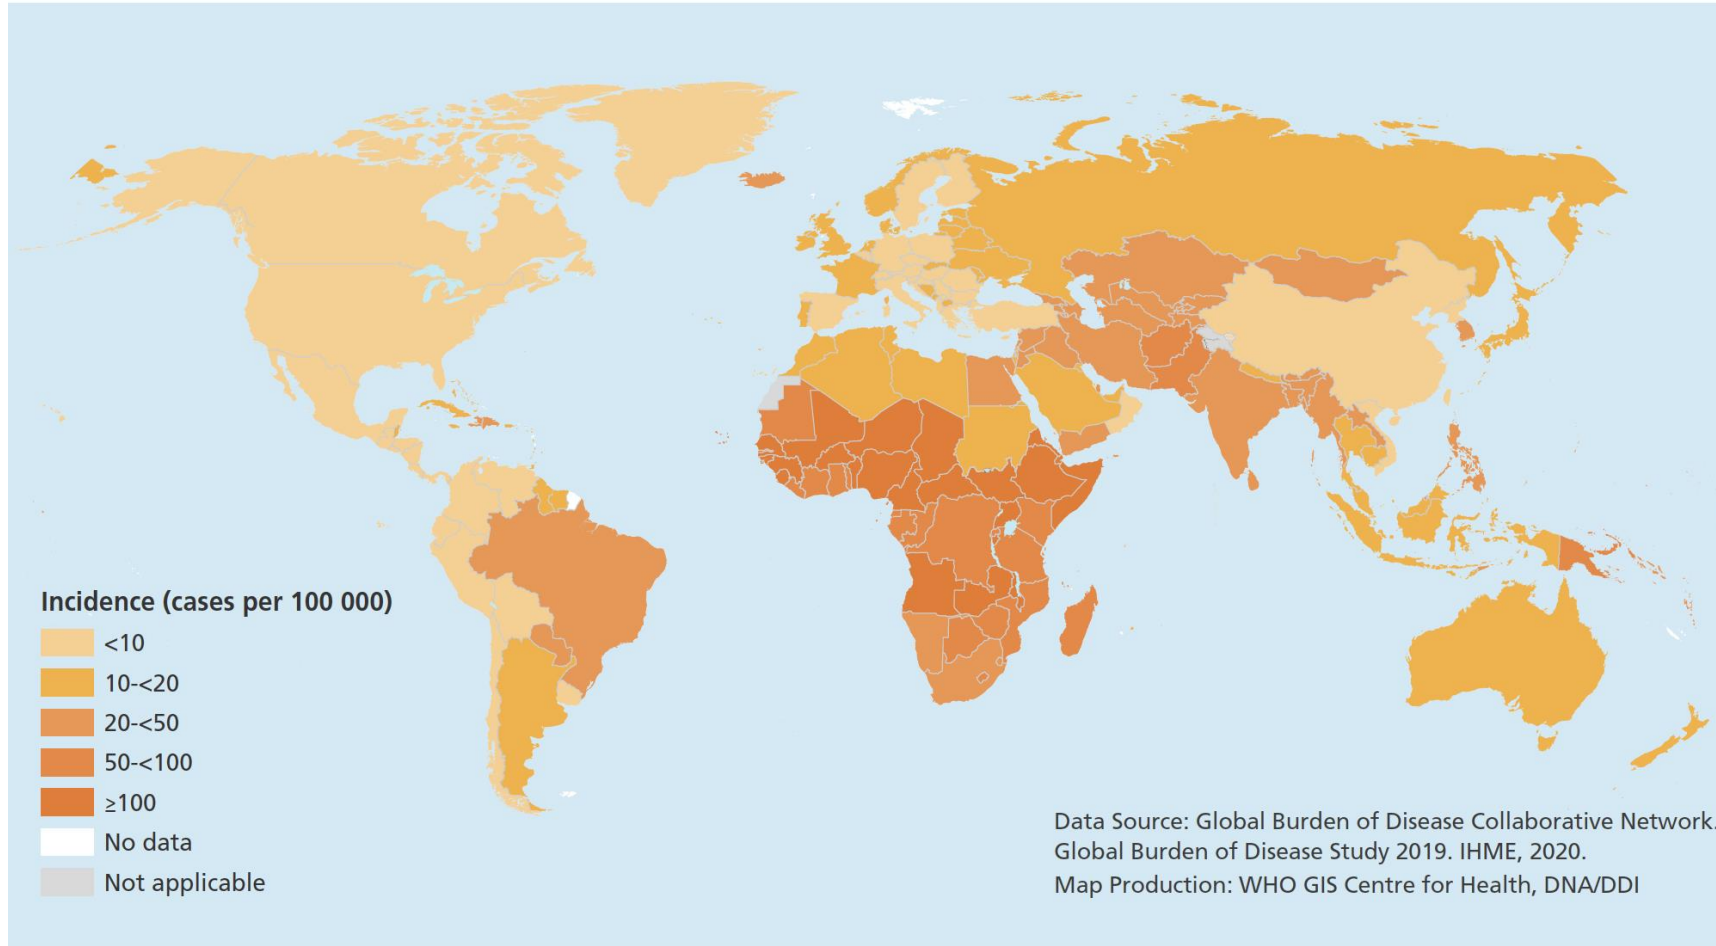 Incidence (cases per 100 000)
<10
10-<20
20-<50
50-<100
≥100
No data
Not applicable
Data Source: Global Burden of Disease Collaborative Network.
Global Burden of Disease Study 2019. IHME, 2020.
Map Production: WHO GIS Centre for Health, DNA/DDI